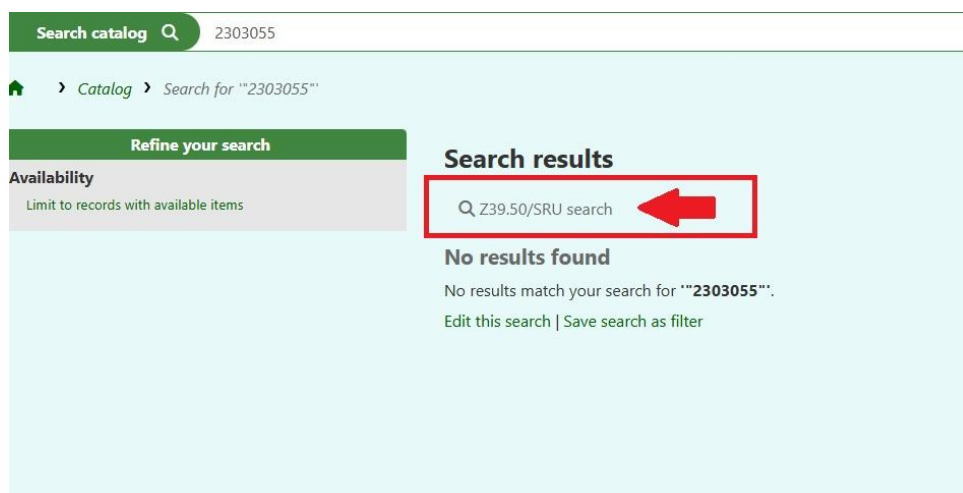 Search catalog 2303055
Catalog Search for '"2303055"'
Refine your search
Availability
Limit to records with available items
Search results
Z39.50/SRU search
No results found
No results match your search for '"2303055"'.
Edit this search | Save search as filter